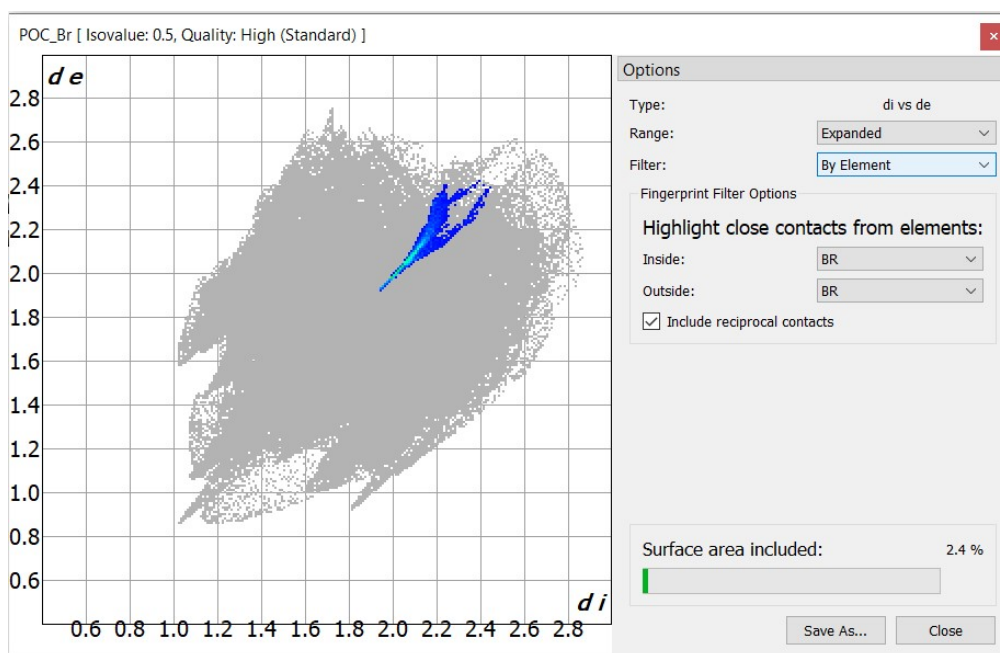 POC_Br [ Isovalue: 0.5, Quality: High (Standard) ]
×
d e
2.8
2.6
2.4
2.2
2.0
1.8
1.6
1.4
1.2
1.0
0.8
0.6
d i
0.6 0.8 1.0 1.2 1.4 1.6 1.8 2.0 2.2 2.4 2.6 2.8
Options
Type: di vs de
Range: Expanded
Filter: By Element
Fingerprint Filter Options
Highlight close contacts from elements:
Inside: BR
Outside: BR
Include reciprocal contacts
Surface area included: 2.4 %
Save As... Close